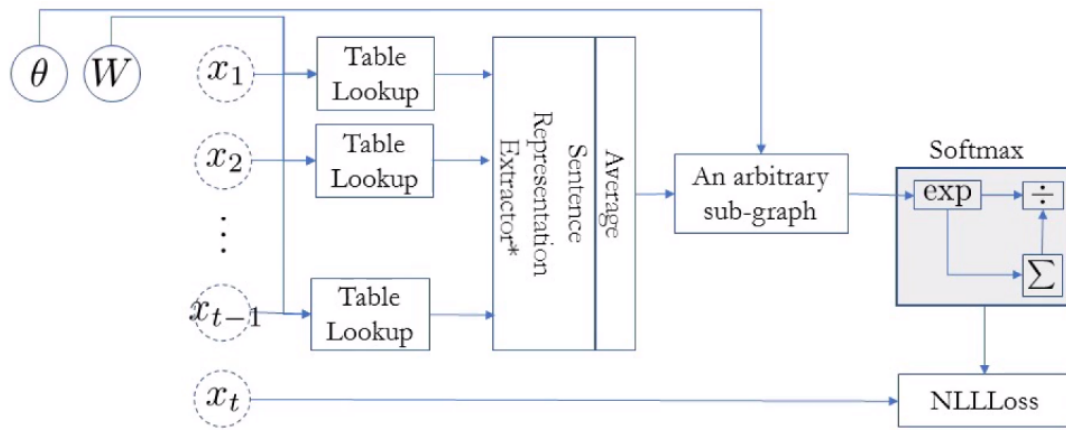 θ
W
x₁
Table
Lookup
x₂
Table
Lookup
⋮
xₜ₋₁
Table
Lookup
xₜ
Sentence
Representation
Extractor*
Average
An arbitrary
sub-graph
Softmax
exp
÷
Σ
NLLLoss